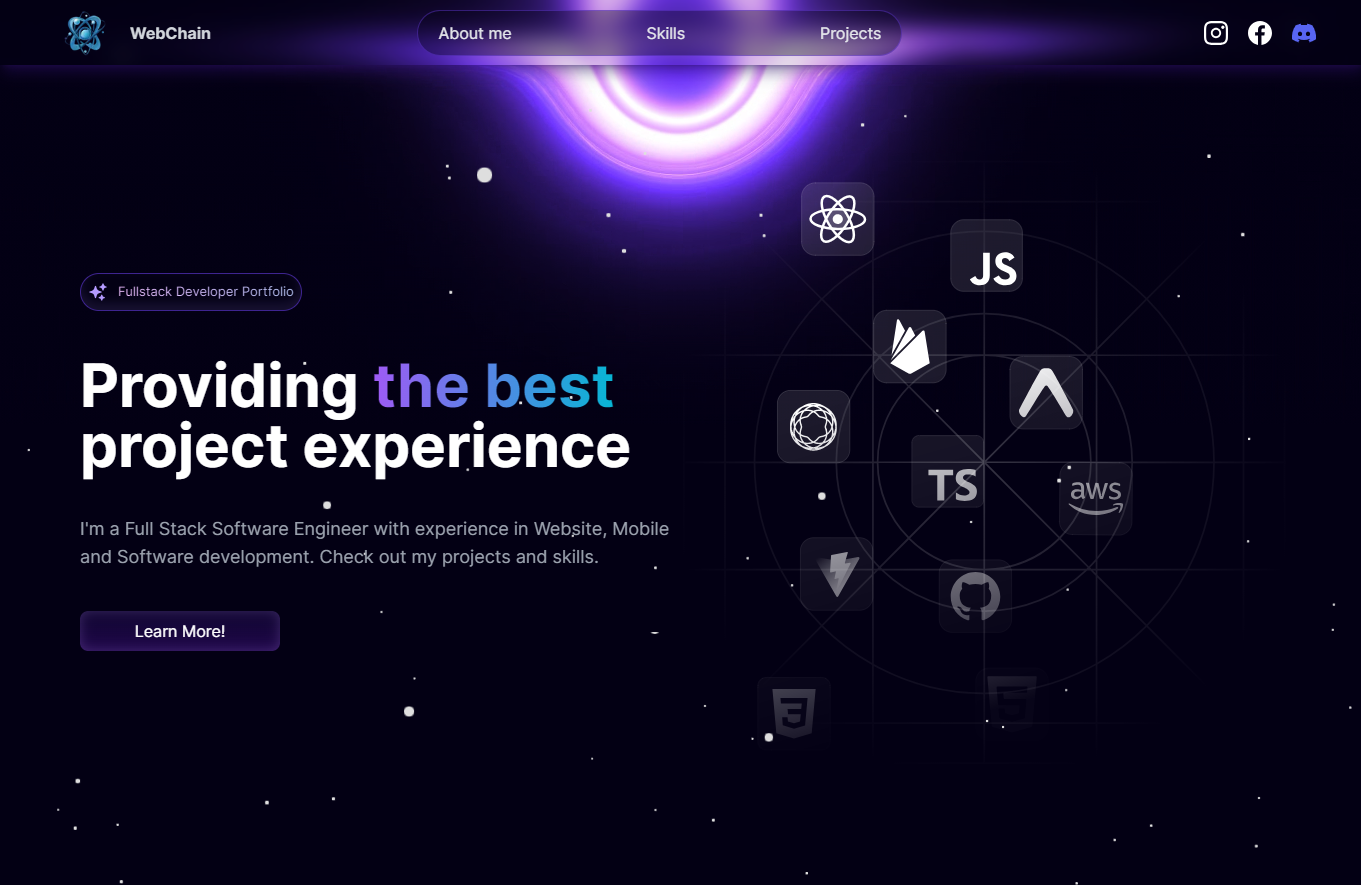 WebChain
About me
Skills
Projects
Fullstack Developer Portfolio
Providing the best
project experience
I'm a Full Stack Software Engineer with experience in Website, Mobile
and Software development. Check out my projects and skills.
Learn More!
JS
TS
aws
3
5